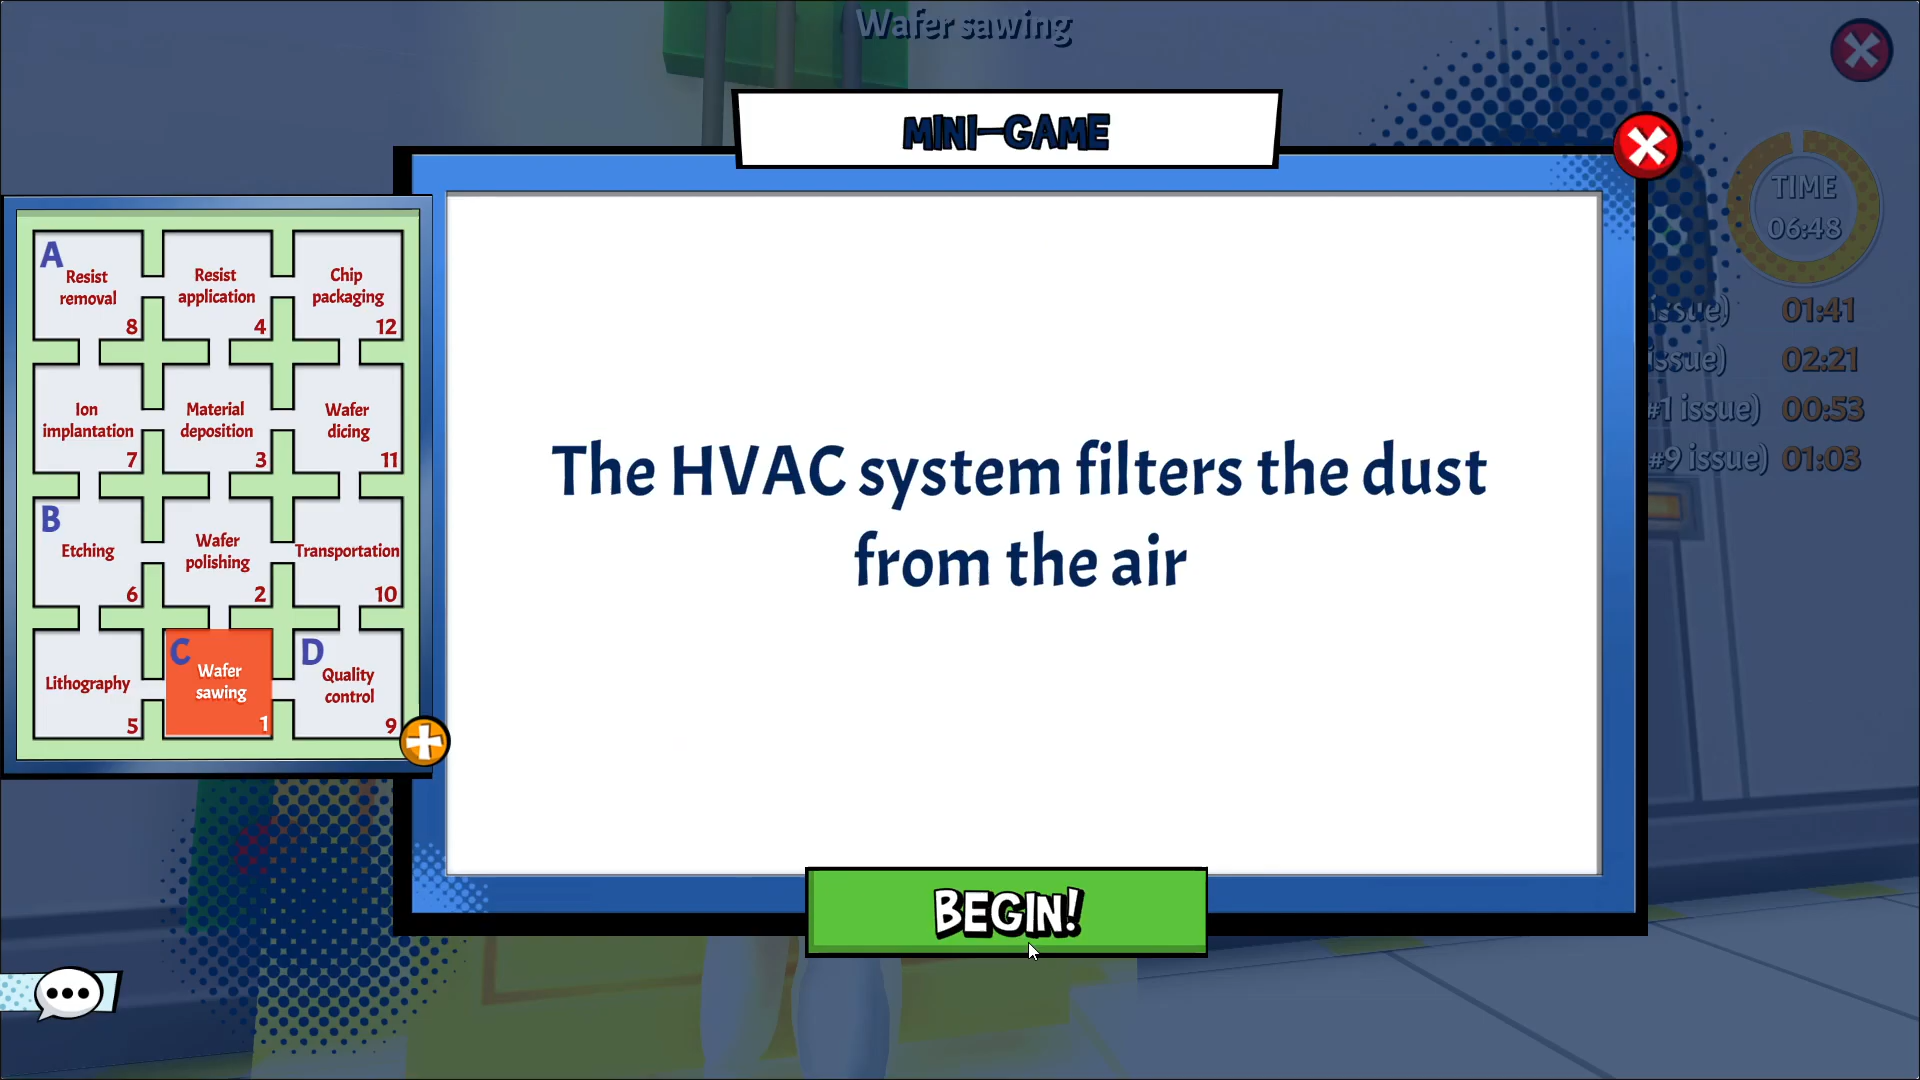 Wafer sawing
MINI-GAME
TIME
06:48
issue) 01:41
issue) 02:21
#1 issue) 00:53
#9 issue) 01:03
A
Resist
removal
8
Resist
application
4
Chip
packaging
12
Ion
implantation
7
Material
deposition
3
Wafer
dicing
11
B
Etching
6
Wafer
polishing
2
Transportation
10
Lithography
5
C
Wafer
sawing
1
D
Quality
control
9
The HVAC system filters the dust
from the air
BEGIN!